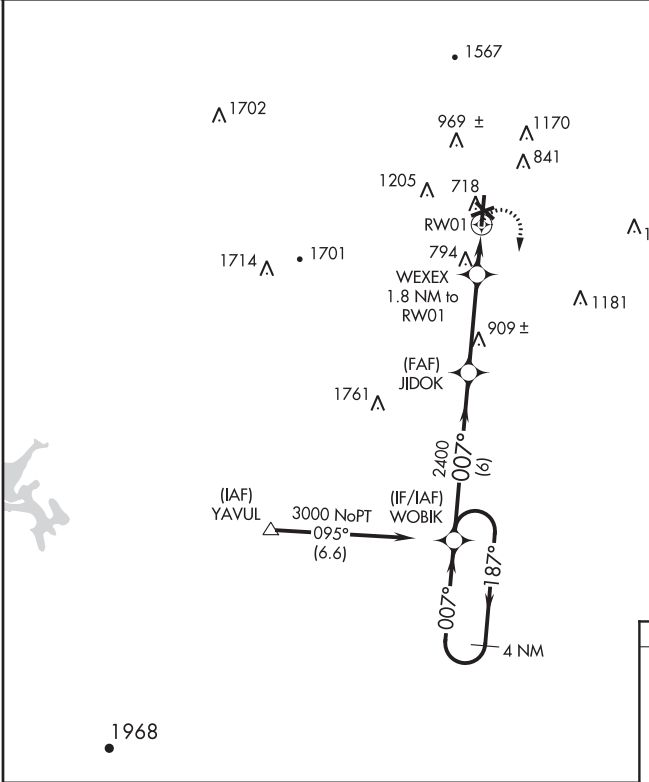 1567
1702
969 ±
1170
841
1205
718
RW01
1701
1714
794
WEXEX
1.8 NM to
RW01
1181
909 ±
(FAF)
JIDOK
1761
2400
007°
(6)
(IAF)
YAVUL
3000 NoPT
095°
(6.6)
(IF/IAF)
WOBIK
187°
007°
4 NM
1968